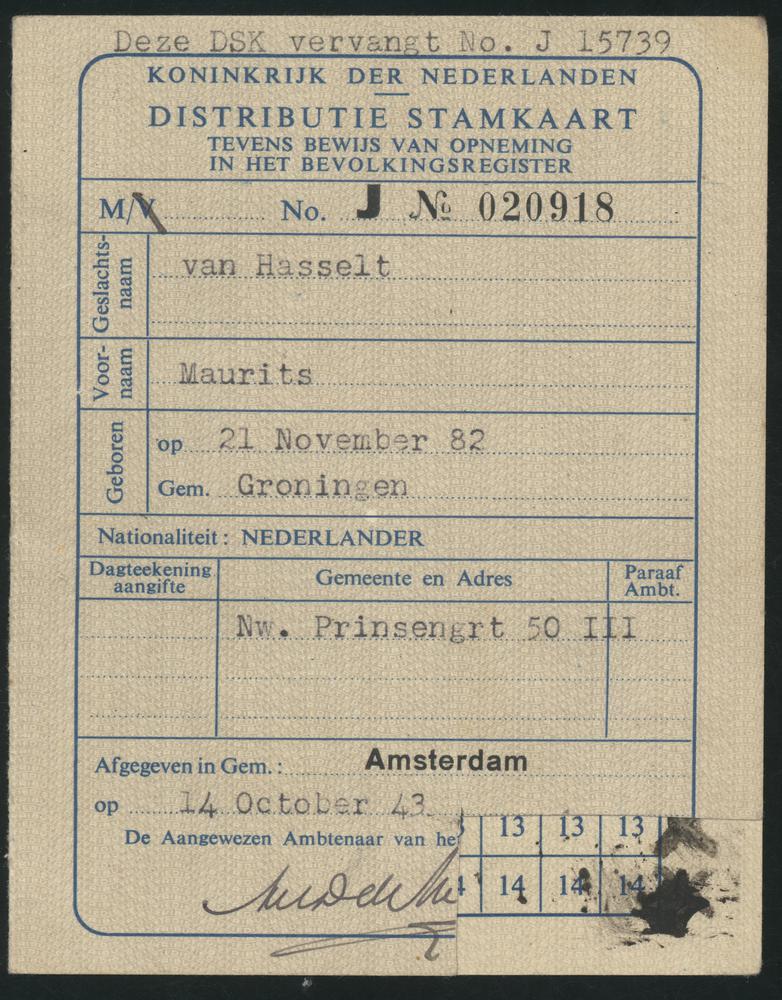 Deze DSK vervangt No. J 15739
KONINKRIJK DER NEDERLANDEN
DISTRIBUTIE STAMKAART
TEVENS BEWIJS VAN OPNEMING
IN HET BEVOLKINGSREGISTER
M/V No. J № 020918
Geslachts-
naam
van Hasselt
Voor-
naam
Maurits
Geboren
op 21 November 82
Gem. Groningen
Nationaliteit: NEDERLANDER
Dagteekening
aangifte
Gemeente en Adres
Paraaf
Ambt.
Nw. Prinsengrt 50 III
Afgegeven in Gem.: Amsterdam
op 14 October 43
De Aangewezen Ambtenaar van he
13 13 13
14 14 14